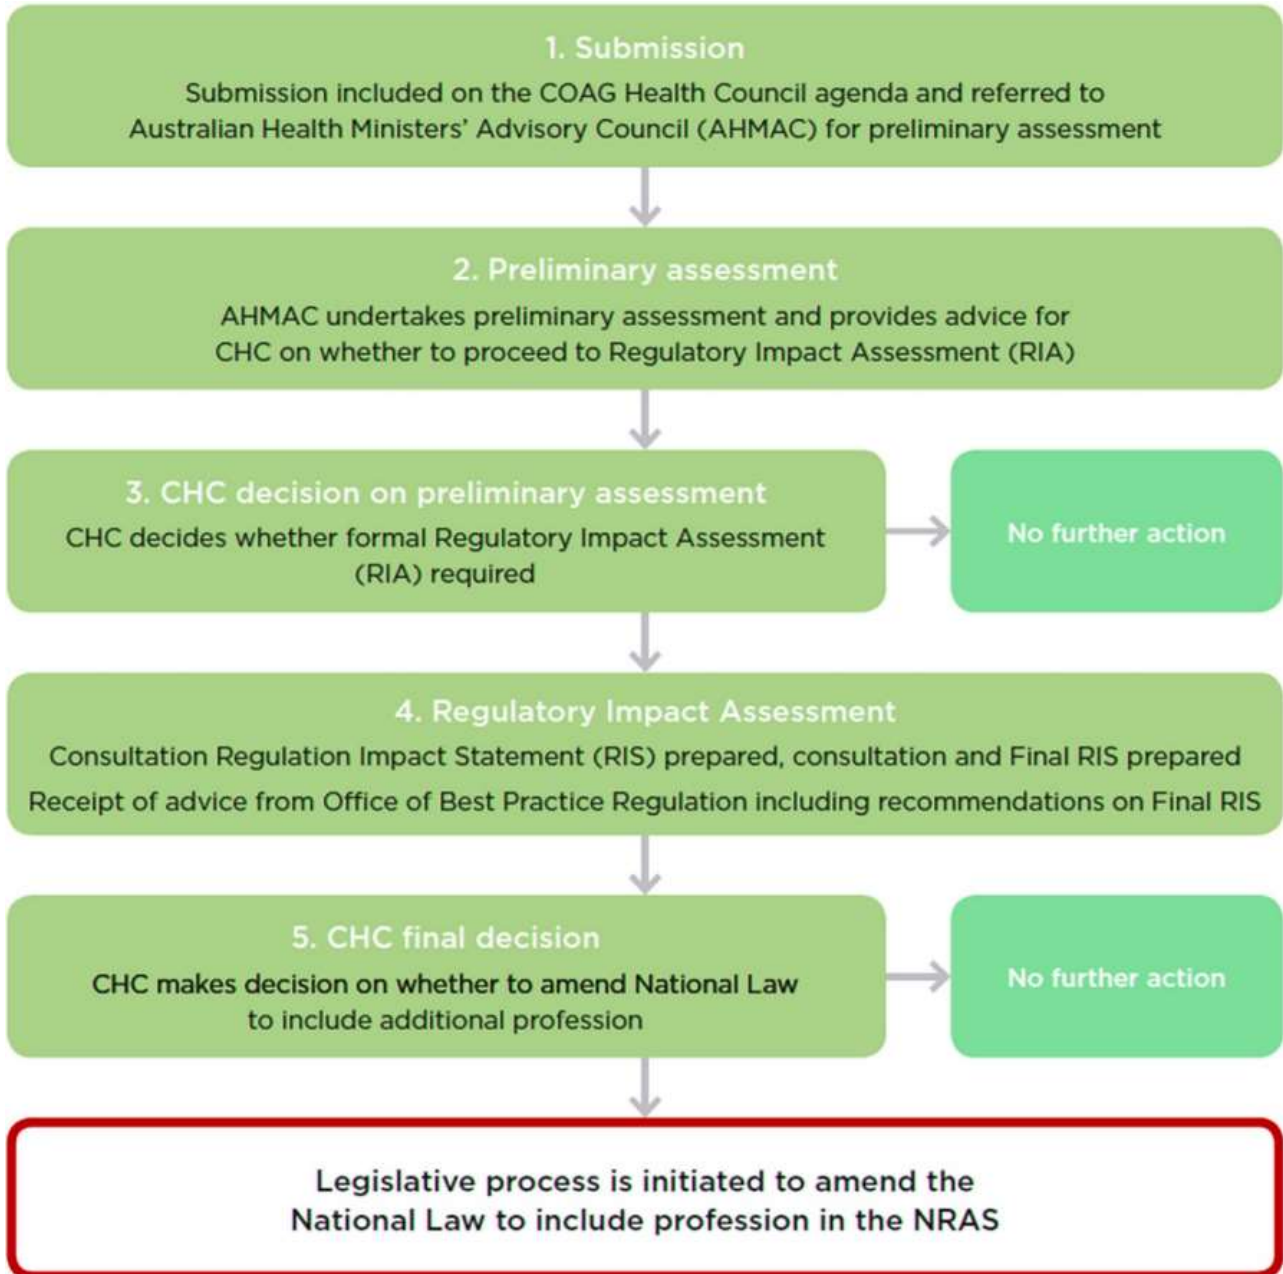 1. Submission
Submission included on the COAG Health Council agenda and referred to
Australian Health Ministers' Advisory Council (AHMAC) for preliminary assessment
2. Preliminary assessment
AHMAC undertakes preliminary assessment and provides advice for
CHC on whether to proceed to Regulatory Impact Assessment (RIA)
3. CHC decision on preliminary assessment
CHC decides whether formal Regulatory Impact Assessment
(RIA) required
No further action
4. Regulatory Impact Assessment
Consultation Regulation Impact Statement (RIS) prepared, consultation and Final RIS prepared
Receipt of advice from Office of Best Practice Regulation including recommendations on Final RIS
5. CHC final decision
CHC makes decision on whether to amend National Law
to include additional profession
No further action
Legislative process is initiated to amend the
National Law to include profession in the NRAS